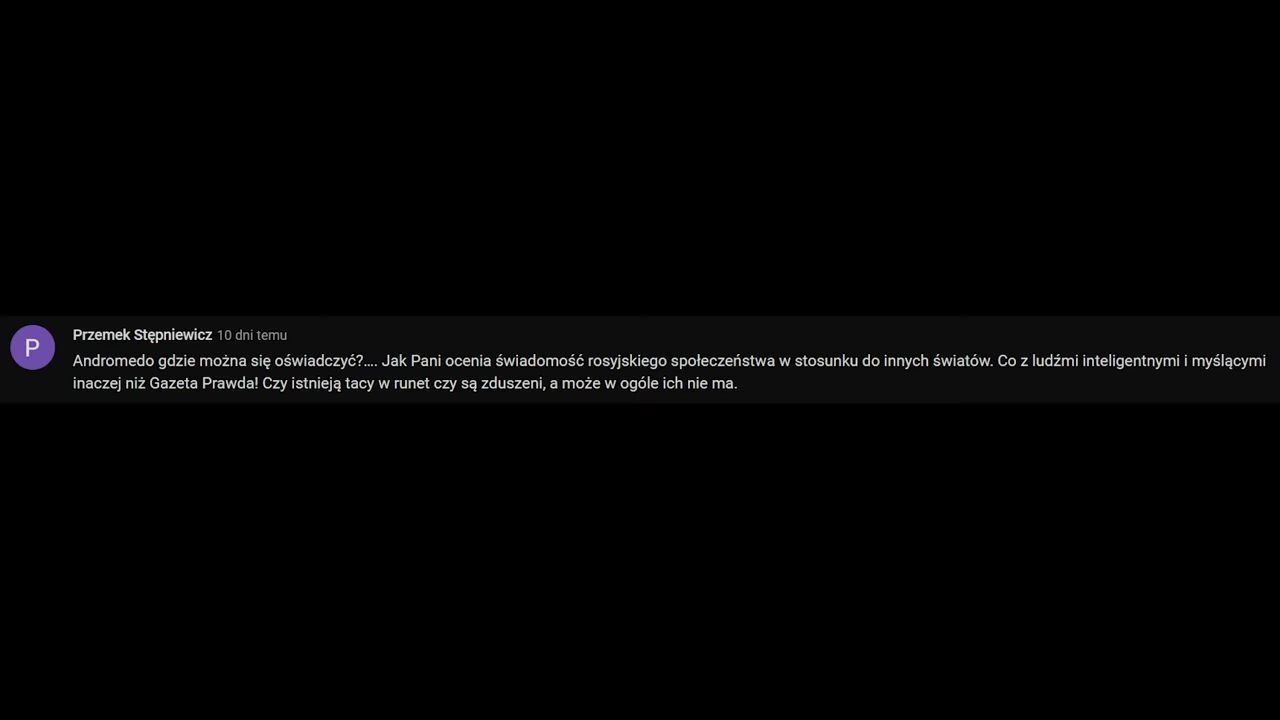 P
Przemek Stępniewicz 10 dni temu
Andromedo gdzie można się oświadczyć?.... Jak Pani ocenia świadomość rosyjskiego społeczeństwa w stosunku do innych światów. Co z ludźmi inteligentnymi i myślącymi
inaczej niż Gazeta Prawda! Czy istnieją tacy w runet czy są zduszeni, a może w ogóle ich nie ma.